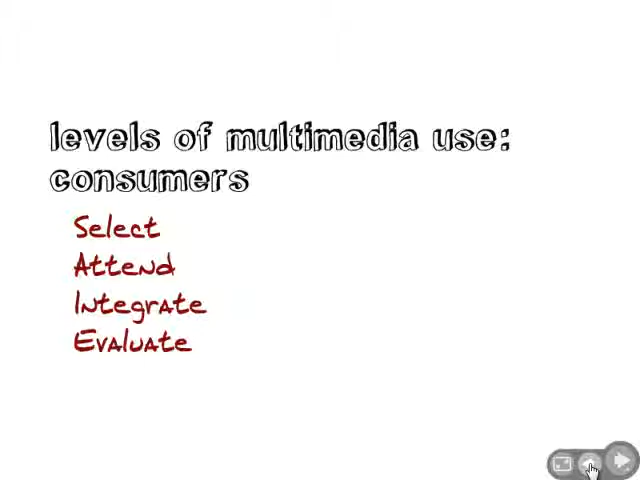 levels of multimedia use:
consumers
Select
Attend
Integrate
Evaluate